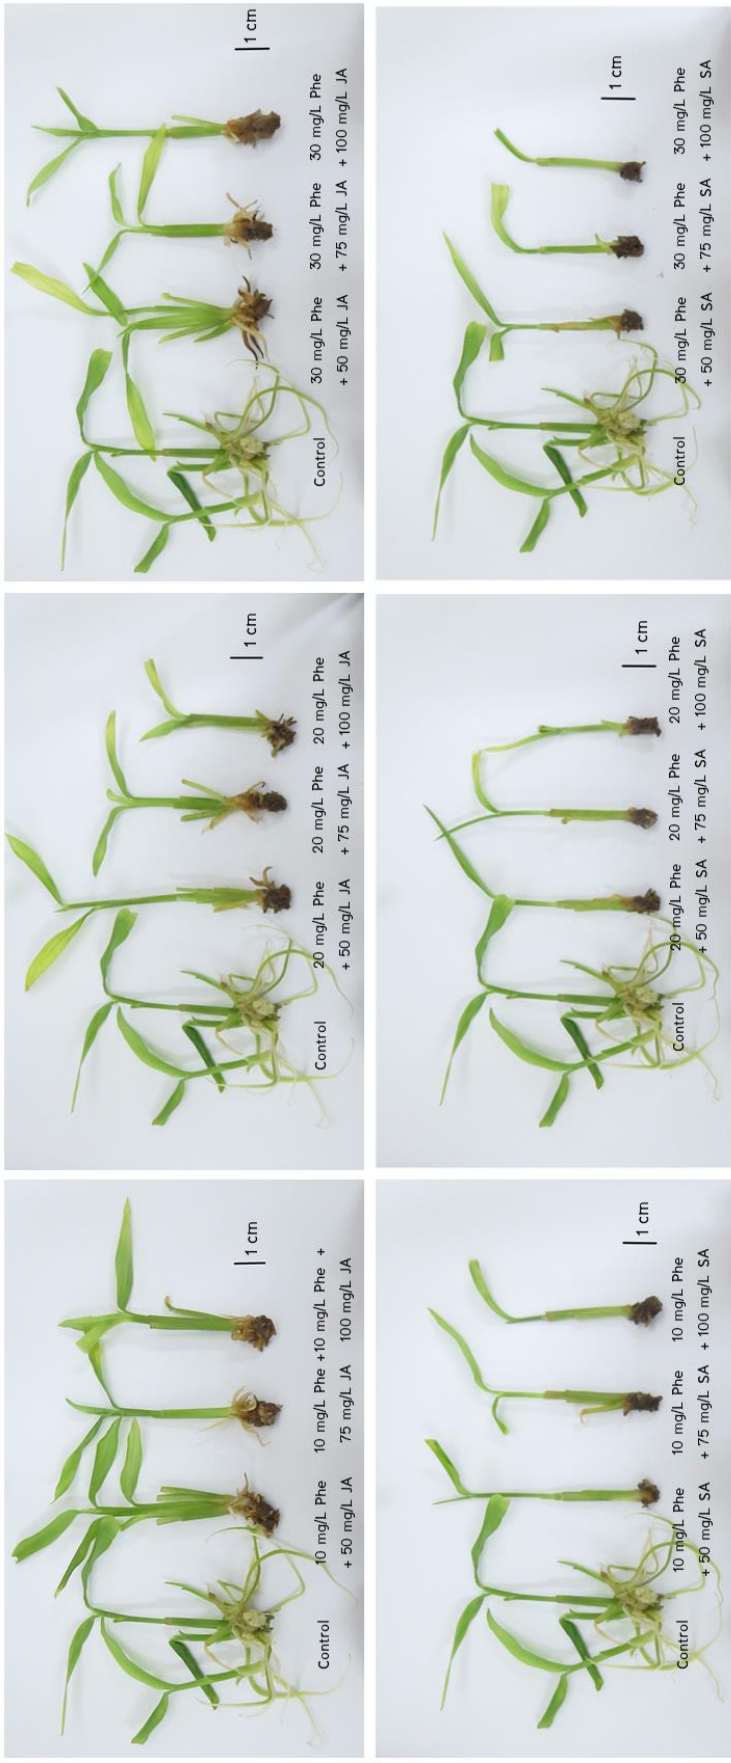 1 cm
10 mg/L Phe 10 mg/L Phe +10 mg/L Phe +
Control + 50 mg/L JA 75 mg/L JA 100 mg/L JA
1 cm
20 mg/L Phe 20 mg/L Phe 20 mg/L Phe
Control + 50 mg/L JA + 75 mg/L JA + 100 mg/L JA
1 cm
30 mg/L Phe 30 mg/L Phe 30 mg/L Phe
Control + 50 mg/L JA + 75 mg/L JA + 100 mg/L JA
1 cm
10 mg/L Phe 10 mg/L Phe 10 mg/L Phe
Control + 50 mg/L SA + 75 mg/L SA + 100 mg/L SA
1 cm
20 mg/L Phe 20 mg/L Phe 20 mg/L Phe
Control + 50 mg/L SA + 75 mg/L SA + 100 mg/L SA
1 cm
30 mg/L Phe 30 mg/L Phe 30 mg/L Phe
Control + 50 mg/L SA + 75 mg/L SA + 100 mg/L SA